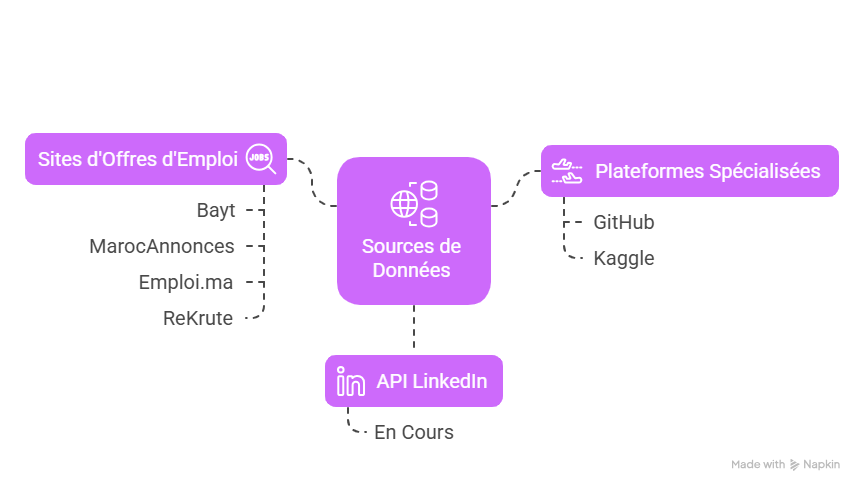 Sites d'Offres d'Emploi
JOBS
Bayt
MarocAnnonces
Emploi.ma
ReKrute
Sources de
Données
Plateformes Spécialisées
GitHub
Kaggle
in
API LinkedIn
En Cours
Made with Napkin